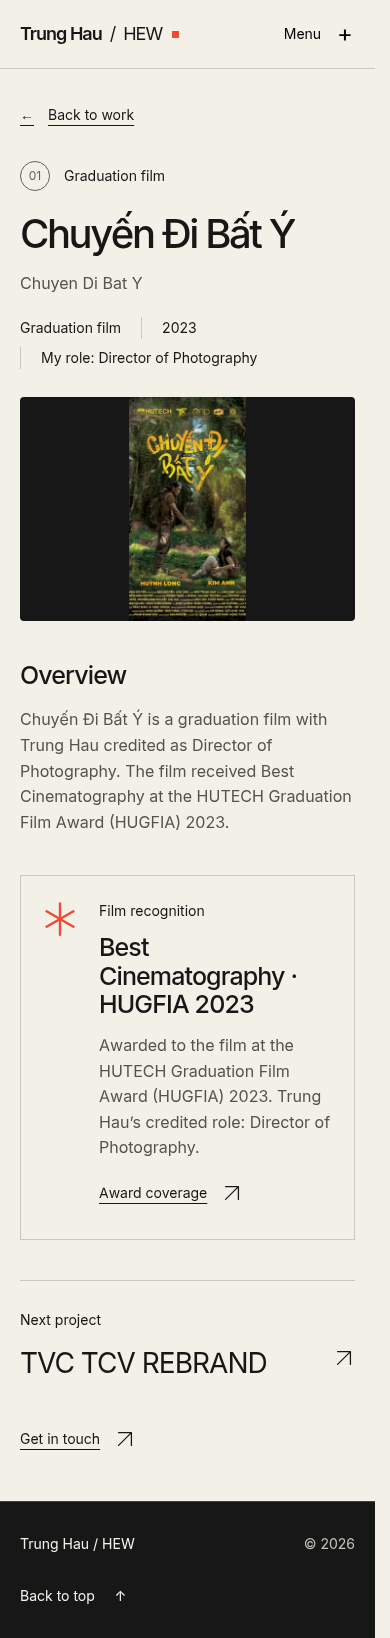 Trung Hau / HEW
Menu +
← Back to work
01 Graduation film
Chuyến Đi Bất Ý
Chuyen Di Bat Y
Graduation film
2023
My role: Director of Photography
HUTECH
CHUYẾN ĐI
BẤT Ý
HUỲNH LONG
KIM ANH
Overview
Chuyến Đi Bất Ý is a graduation film with
Trung Hau credited as Director of
Photography. The film received Best
Cinematography at the HUTECH Graduation
Film Award (HUGFIA) 2023.
Film recognition
Best
Cinematography ·
HUGFIA 2023
Awarded to the film at the
HUTECH Graduation Film
Award (HUGFIA) 2023. Trung
Hau’s credited role: Director of
Photography.
Award coverage
Next project
TVC TCV REBRAND
Get in touch
Trung Hau / HEW
© 2026
Back to top ↑